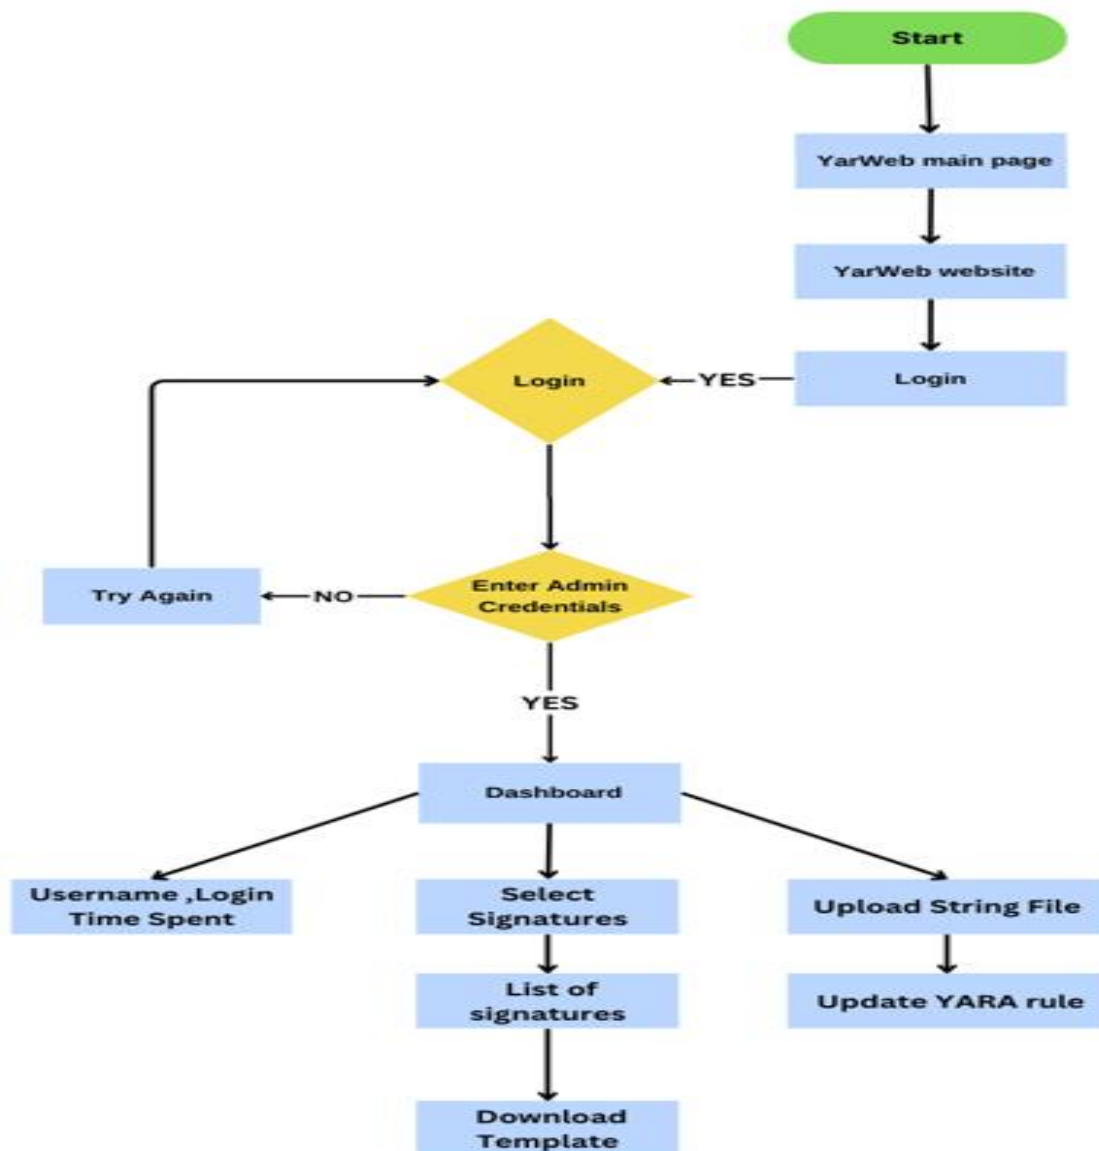 Start
YarWeb main page
YarWeb website
Login
YES
Login
Enter Admin
Credentials
NO
Try Again
YES
Dashboard
Username ,Login
Time Spent
Select
Signatures
Upload String File
List of
signatures
Update YARA rule
Download
Template